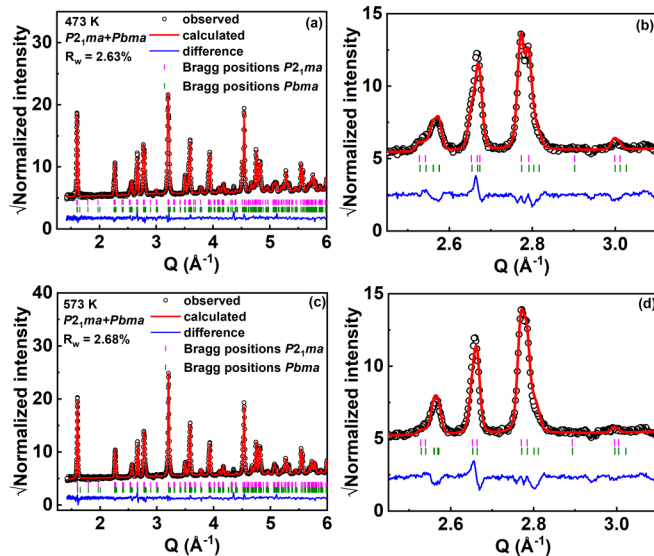 473 K
(a)
P2₁ma+Pbma
R_w = 2.63%
observed
calculated
difference
Bragg positions P2₁ma
Bragg positions Pbma
√Normalized intensity
30
20
10
0
2 3 4 5 6
Q (Å⁻¹)
(b)
√Normalized intensity
15
10
5
0
2.6 2.8 3.0
Q (Å⁻¹)
573 K
(c)
P2₁ma+Pbma
R_w = 2.68%
observed
calculated
difference
Bragg positions P2₁ma
Bragg positions Pbma
√Normalized intensity
40
30
20
10
0
2 3 4 5 6
Q (Å⁻¹)
(d)
√Normalized intensity
15
10
5
0
2.6 2.8 3.0
Q (Å⁻¹)